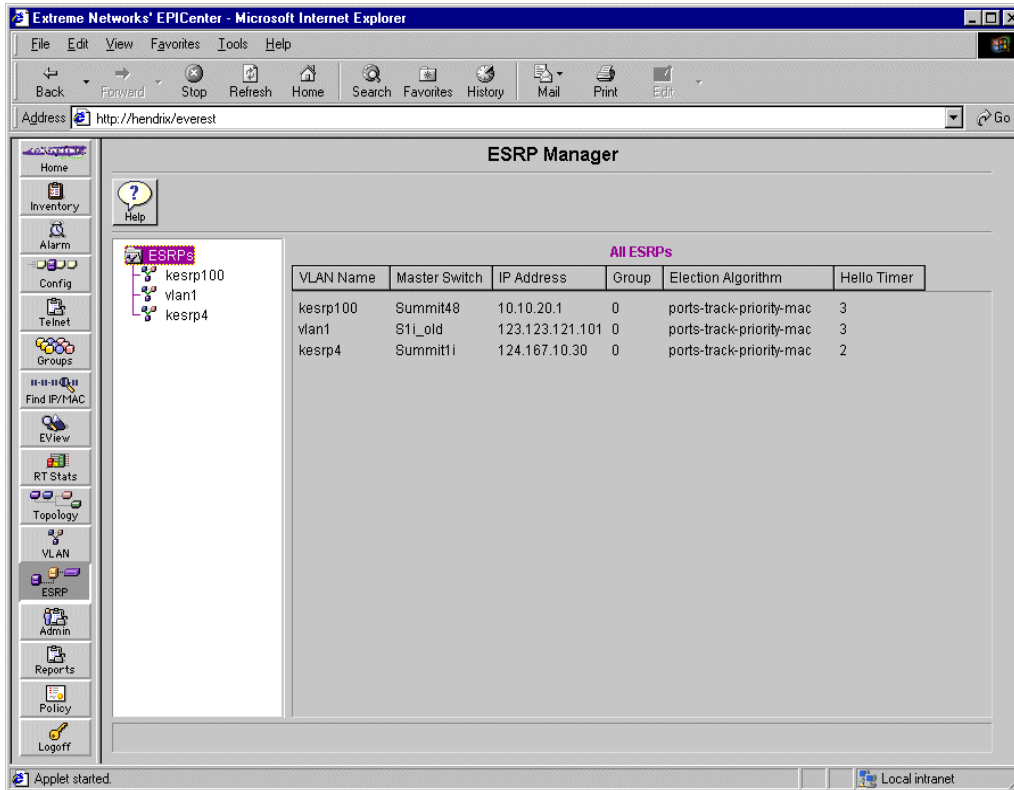 Extreme Networks' EPICenter - Microsoft Internet Explorer
File Edit View Favorites Tools Help
Back Forward Stop Refresh Home Search Favorites History Mail Print Edit
Address http://hendrix/everest Go
Home
Inventory
Alarm
Config
Telnet
Groups
Find IP/MAC
EView
RT Stats
Topology
VLAN
ESRP
Admin
Reports
Policy
Logoff
ESRP Manager
Help
ESRPs
kesrp100
vlan1
kesrp4
All ESRPs
VLAN Name Master Switch IP Address Group Election Algorithm Hello Timer
kesrp100 Summit48 10.10.20.1 0 ports-track-priority-mac 3
vlan1 S1i_old 123.123.121.101 0 ports-track-priority-mac 3
kesrp4 Summit1i 124.167.10.30 0 ports-track-priority-mac 2
Applet started. Local intranet